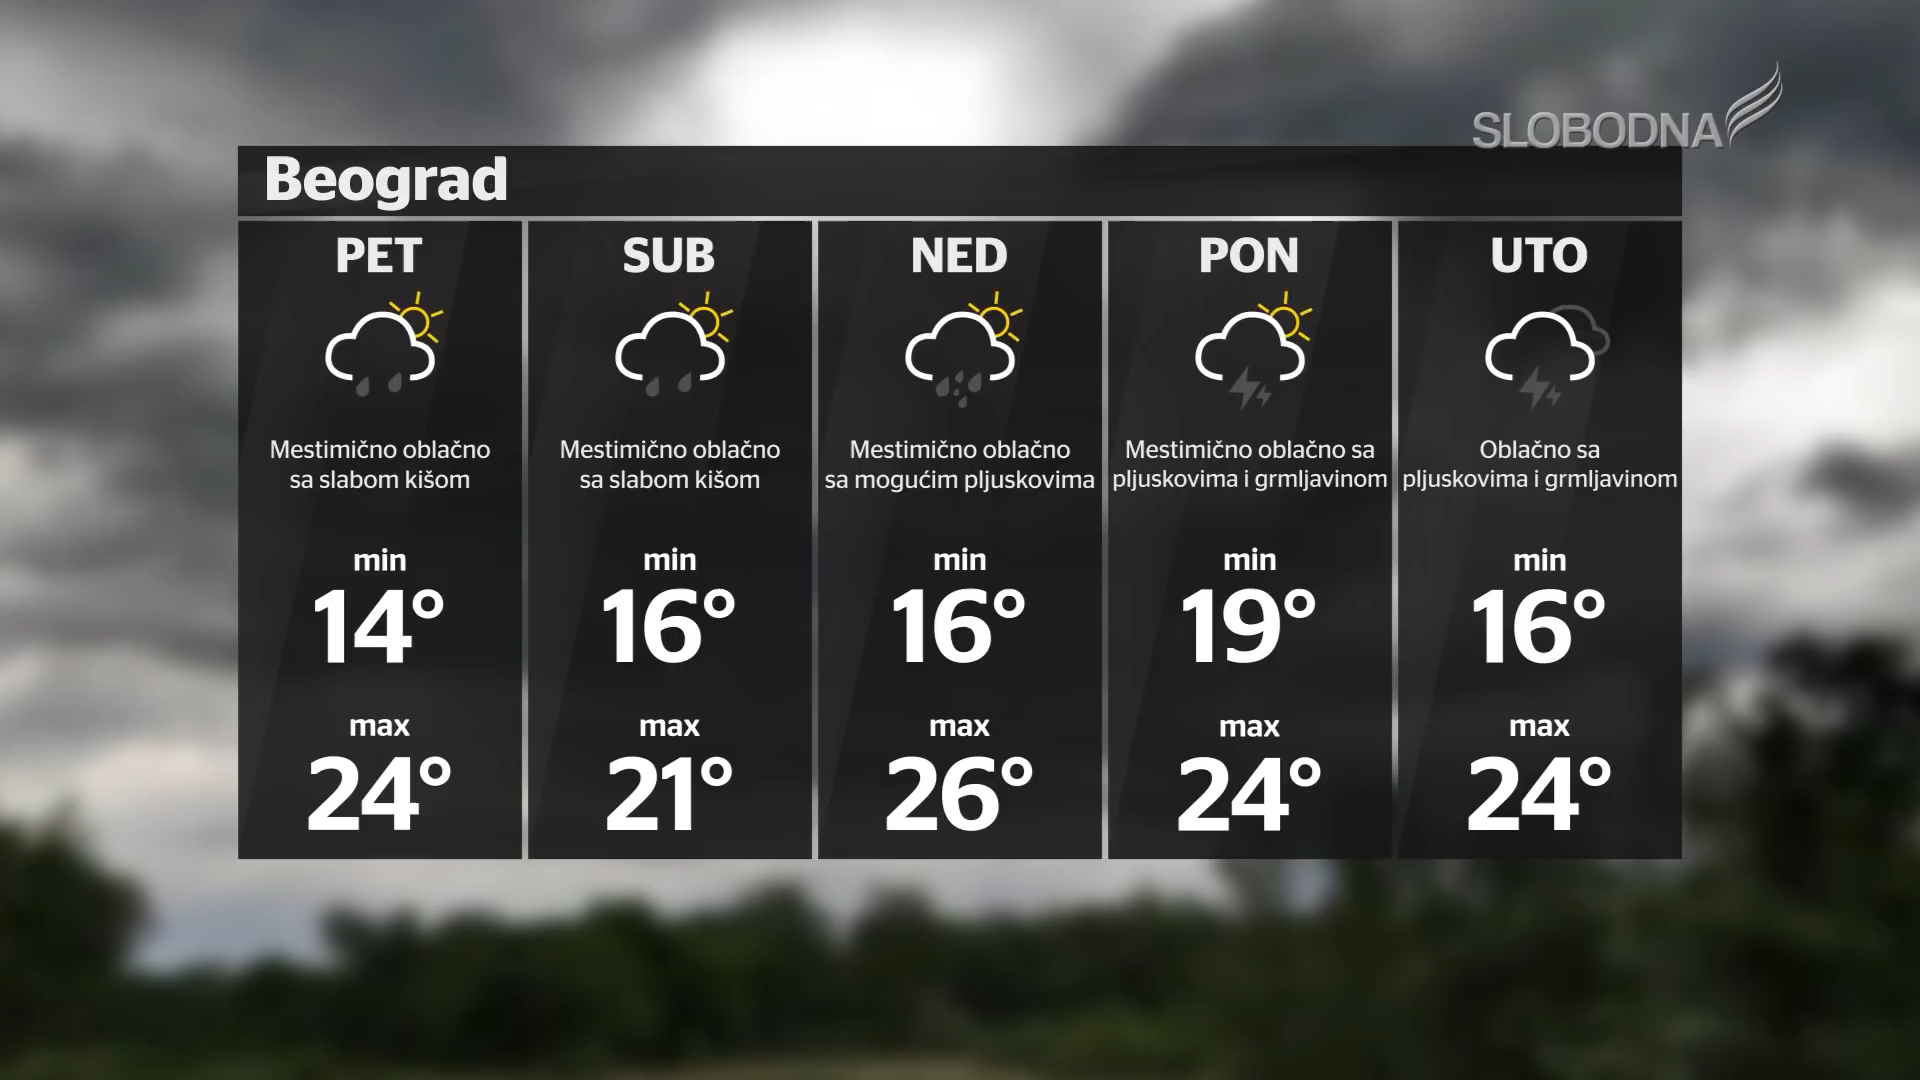 SLOBODNA
Beograd
PET
Mestimično oblačno
sa slabom kišom
min
14°
max
24°
SUB
Mestimično oblačno
sa slabom kišom
min
16°
max
21°
NED
Mestimično oblačno
sa mogućim pljuskovima
min
16°
max
26°
PON
Mestimično oblačno sa
pljuskovima i grmljavinom
min
19°
max
24°
UTO
Oblačno sa
pljuskovima i grmljavinom
min
16°
max
24°